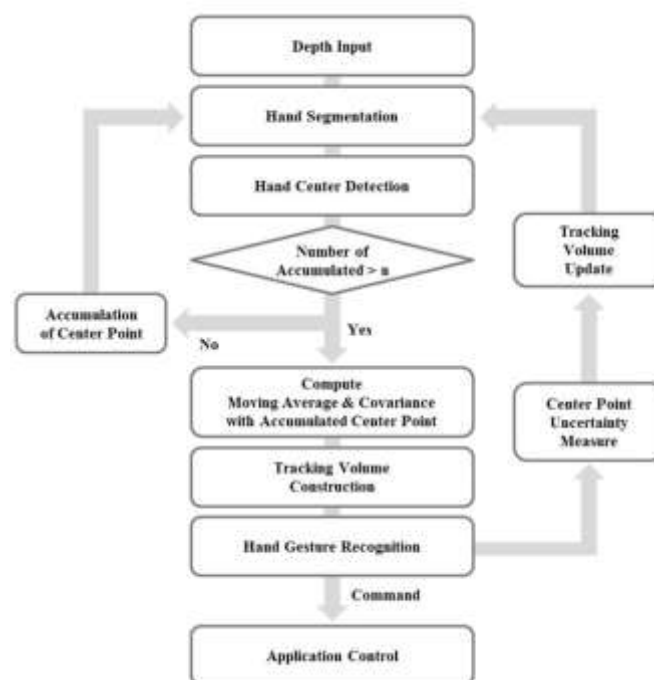 Depth Input
Hand Segmentation
Hand Center Detection
Number of
Accumulated > n
Tracking
Volume
Update
Accumulation
of Center Point
No
Yes
Compute
Moving Average & Covariance
with Accumulated Center Point
Center Point
Uncertainty
Measure
Tracking Volume
Construction
Hand Gesture Recognition
Command
Application Control